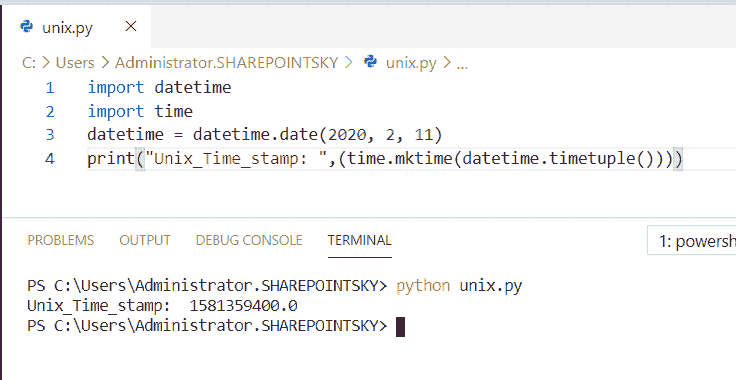 unix.py
C: > Users > Administrator.SHAREPOINTSKY > unix.py > ...
1 import datetime
2 import time
3 datetime = datetime.date(2020, 2, 11)
4 print("Unix_Time_stamp: ",(time.mktime(datetime.timetuple())))
PROBLEMS OUTPUT DEBUG CONSOLE TERMINAL 1: powersh
PS C:\Users\Administrator.SHAREPOINTSKY> python unix.py
Unix_Time_stamp:  1581359400.0
PS C:\Users\Administrator.SHAREPOINTSKY>